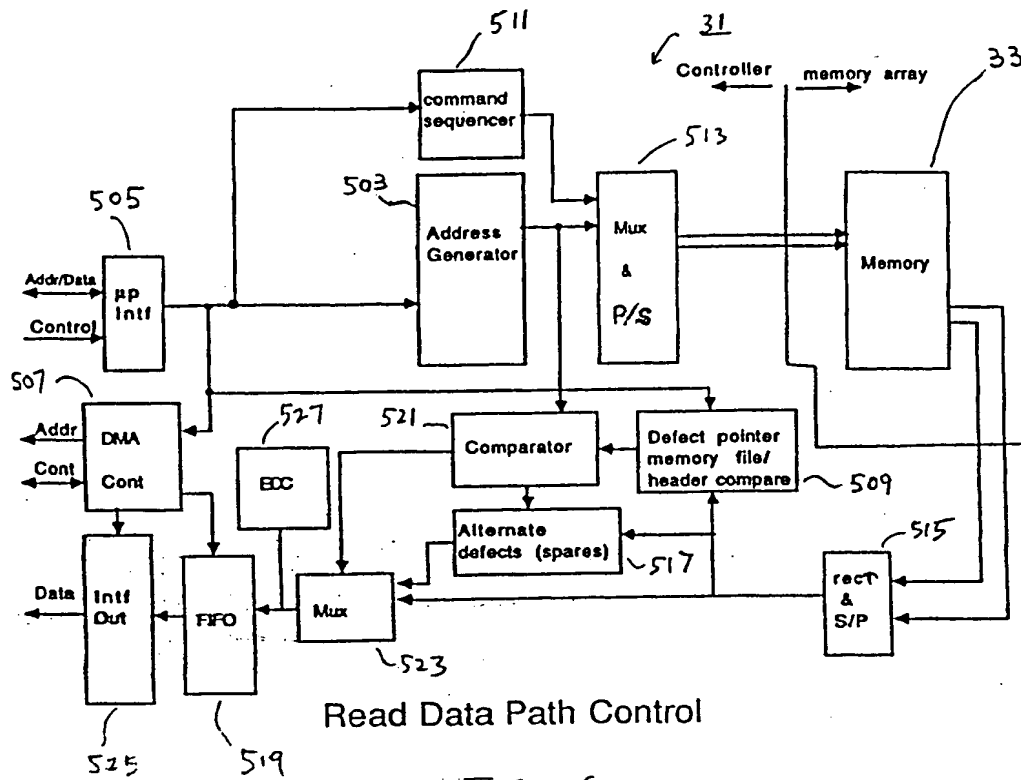 511
31
Controller
memory array
33
command
sequencer
513
503
505
Address
Generator
Mux
&
P/S
Memory
Addr/Data
Control
µp
Intf
507
527
521
Addr
Cont
DMA
Cont
ECC
Comparator
Defect pointer
memory file/
header compare
509
Alternate
defects (spares)
517
515
Data
Intf
Out
FIFO
Mux
rect
&
S/P
523
Read Data Path Control
525
519